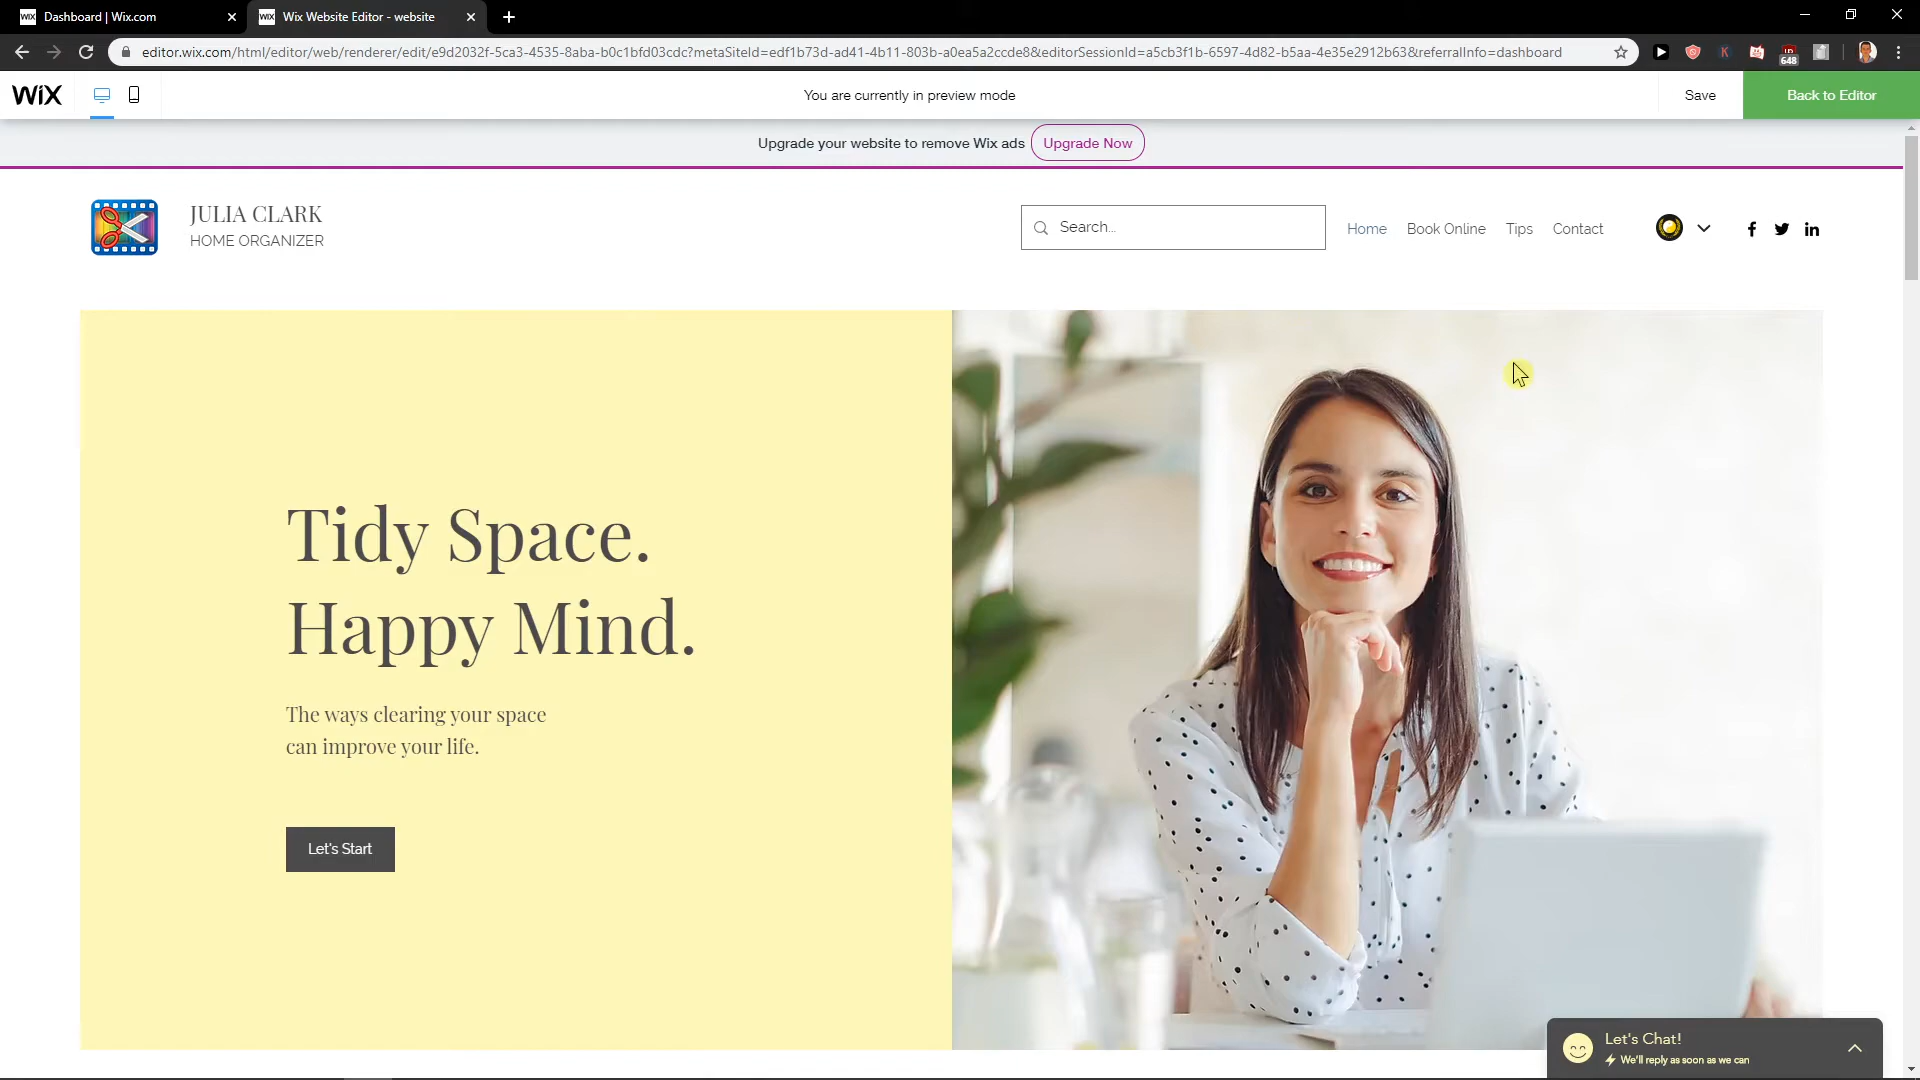 WIX Dashboard | Wix.com
WIX Wix Website Editor - website
editor.wix.com/html/editor/web/renderer/edit/e9d2032f-5ca3-4535-8aba-b0c1bfd03cdc?metaSiteId=edf1b73d-ad41-4b11-803b-a0ea5a2ccde8&editorSessionId=a5cb3f1b-6597-4d82-b5aa-4e35e2912b63&referralInfo=dashboard
K
648
WiX
You are currently in preview mode
Save
Back to Editor
Upgrade your website to remove Wix ads
Upgrade Now
JULIA CLARK
HOME ORGANIZER
Search...
Home Book Online Tips Contact
Tidy Space.
Happy Mind.
The ways clearing your space
can improve your life.
Let's Start
Let's Chat!
We'll reply as soon as we can